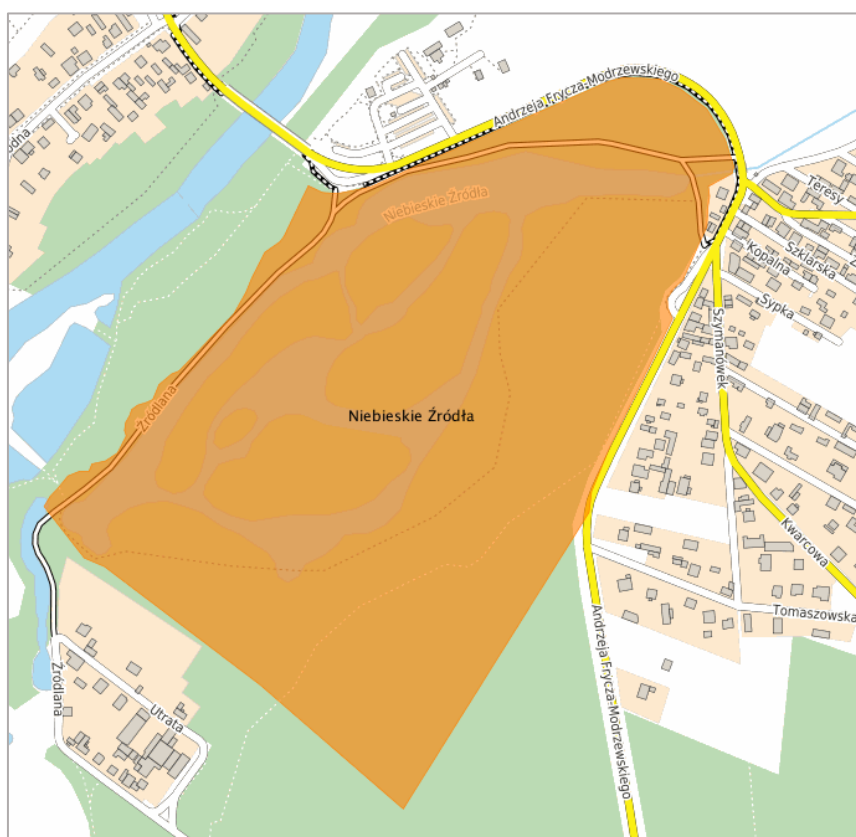 odna
Andrzeja Frycza-Modrzewskiego
Teresy
Niebieskie Źródła
Szklarska
Kopalna
Sypka
Szymanówek
Źródlana
Niebieskie Źródła
Kwarcowa
Tomaszowska
Andrzeja Frycza-Modrzewskiego
Źródlana
Utrata